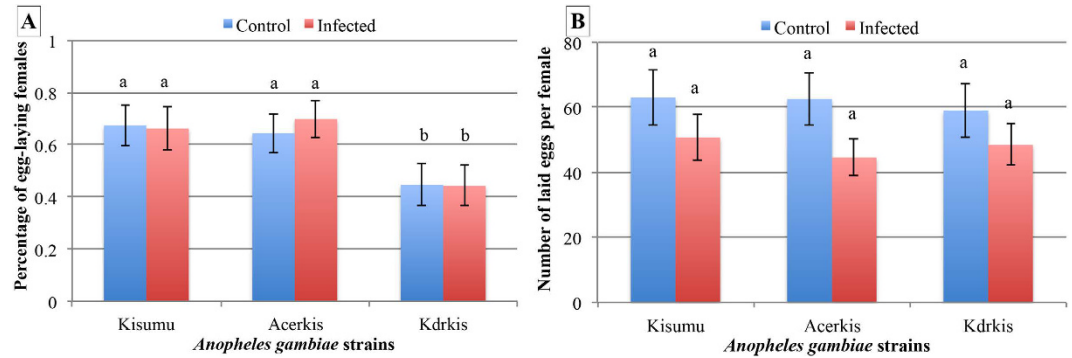 A
Control Infected
Percentage of egg-laying females
1
0.8
0.6
0.4
0.2
0
a a a a b b
Kisumu Acerkis Kdrkis
Anopheles gambiae strains
B
Control Infected
Number of laid eggs per female
80
60
40
20
0
a a a a a a
Kisumu Acerkis Kdrkis
Anopheles gambiae strains